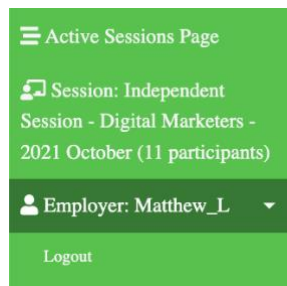 Active Sessions Page
Session: Independent
Session - Digital Marketers -
2021 October (11 participants)
Employer: Matthew_L
Logout